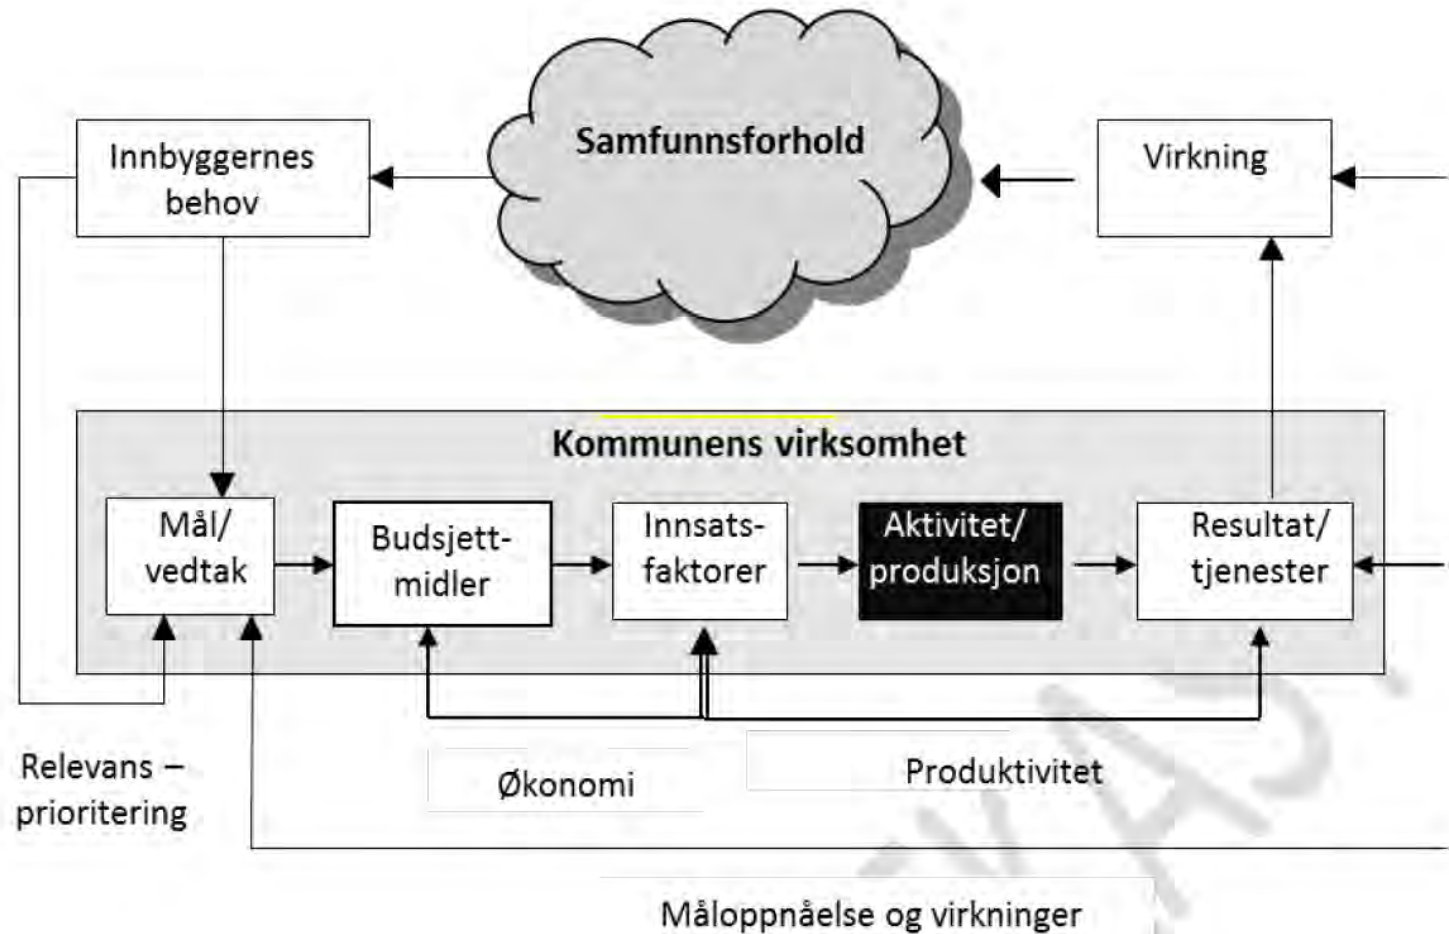 Samfunnsforhold
Innbyggernes
behov
Virkning
Kommunens virksomhet
Mål/
vedtak
Budsjett-
midler
Innsats-
faktorer
Aktivitet/
produksjon
Resultat/
tjenester
Relevans –
prioritering
Økonomi
Produktivitet
Måloppnåelse og virkninger